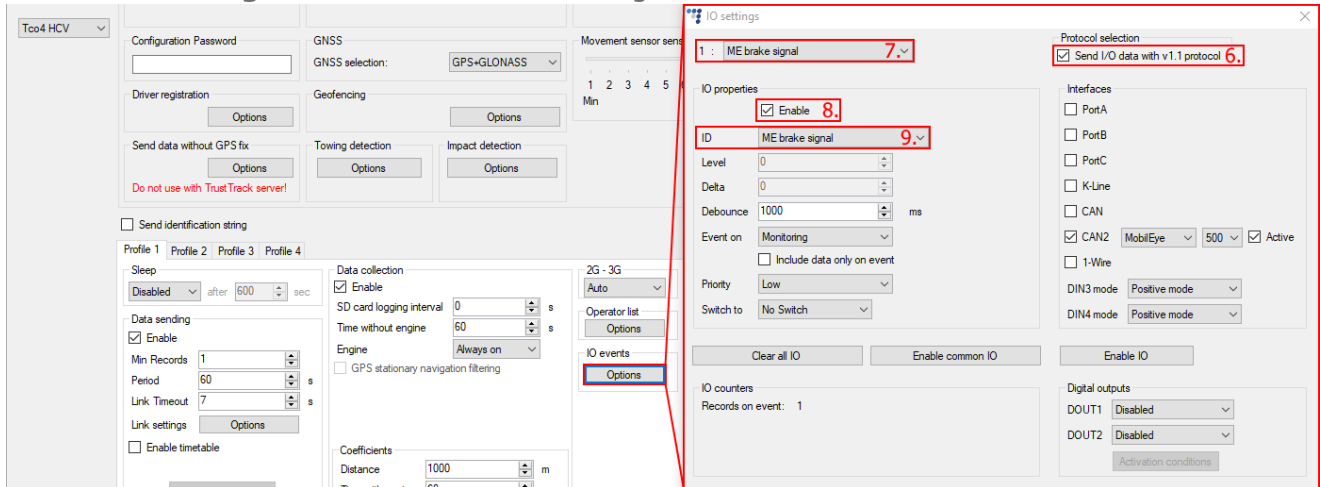 Tco4 HCV
Configuration Password
GNSS
GNSS selection:
GPS+GLONASS
Movement sensor sens
1 2 3 4 5
Min
Driver registration
Options
Geofencing
Options
Send data without GPS fix
Options
Do not use with TrustTrack server!
Towing detection
Options
Impact detection
Options
Send identification string
Profile 1 Profile 2 Profile 3 Profile 4
Sleep
Disabled after 600 sec
Data sending
Enable
Min Records 1
Period 60 s
Link Timeout 7 s
Link settings Options
Enable timetable
Data collection
Enable
SD card logging interval 0 s
Time without engine 60 s
Engine Always on
GPS stationary navigation filtering
Coefficients
Distance 1000 m
2G - 3G
Auto
Operator list
Options
IO events
Options
IO settings
1 : ME brake signal 7.
Protocol selection
Send I/O data with v1.1 protocol 6.
IO properties
Enable 8.
ID ME brake signal 9.
Level 0
Delta 0
Debounce 1000 ms
Event on Monitoring
Include data only on event
Priority Low
Switch to No Switch
Interfaces
PortA
PortB
PortC
K-Line
CAN
CAN2 MobilEye 500 Active
1-Wire
DIN3 mode Positive mode
DIN4 mode Positive mode
Clear all IO
Enable common IO
Enable IO
IO counters
Records on event: 1
Digital outputs
DOUT1 Disabled
DOUT2 Disabled
Activation conditions